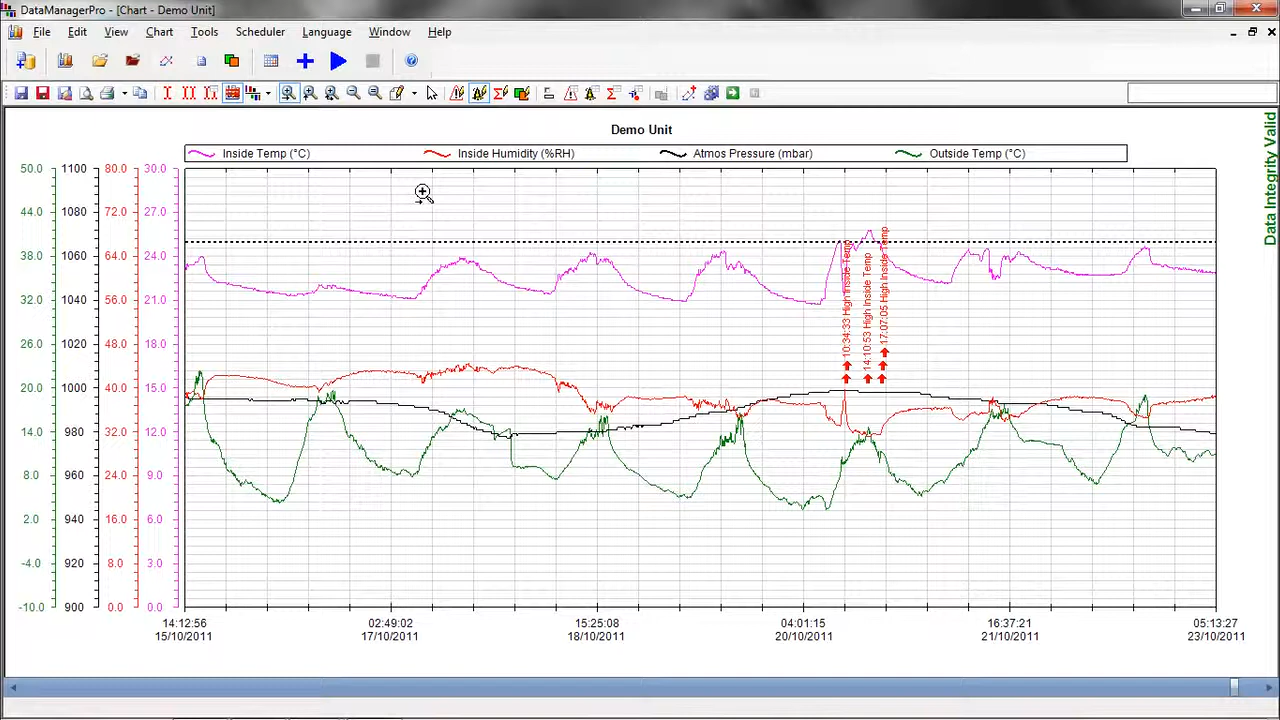 DataManagerPro - [Chart - Demo Unit]
File Edit View Chart Tools Scheduler Language Window Help
Demo Unit
Inside Temp (°C) Inside Humidity (%RH) Atmos Pressure (mbar) Outside Temp (°C)
Data Integrity Valid
50.0 1100 80.0 30.0
44.0 1080 72.0 27.0
38.0 1060 64.0 24.0
32.0 1040 56.0 21.0
26.0 1020 48.0 18.0
20.0 1000 40.0 15.0
14.0 980 32.0 12.0
8.0 960 24.0 9.0
2.0 940 16.0 6.0
-4.0 920 8.0 3.0
-10.0 900 0.0 0.0
10:34:33 High Inside Temp
14:10:53 High Inside Temp
17:07:05 High Inside Temp
14:12:56 02:49:02 15:25:08 04:01:15 16:37:21 05:13:27
15/10/2011 17/10/2011 18/10/2011 20/10/2011 21/10/2011 23/10/2011